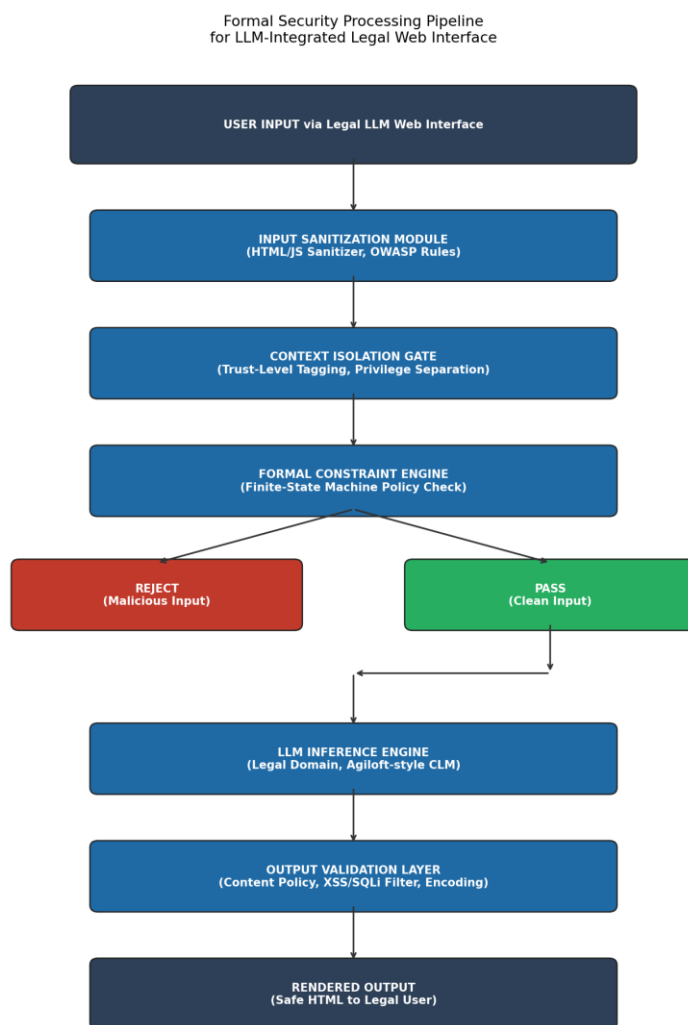 Formal Security Processing Pipeline
for LLM-Integrated Legal Web Interface
USER INPUT via Legal LLM Web Interface
INPUT SANITIZATION MODULE
(HTML/JS Sanitizer, OWASP Rules)
CONTEXT ISOLATION GATE
(Trust-Level Tagging, Privilege Separation)
FORMAL CONSTRAINT ENGINE
(Finite-State Machine Policy Check)
REJECT
(Malicious Input)
PASS
(Clean Input)
LLM INFERENCE ENGINE
(Legal Domain, Agiloft-style CLM)
OUTPUT VALIDATION LAYER
(Content Policy, XSS/SQLi Filter, Encoding)
RENDERED OUTPUT
(Safe HTML to Legal User)